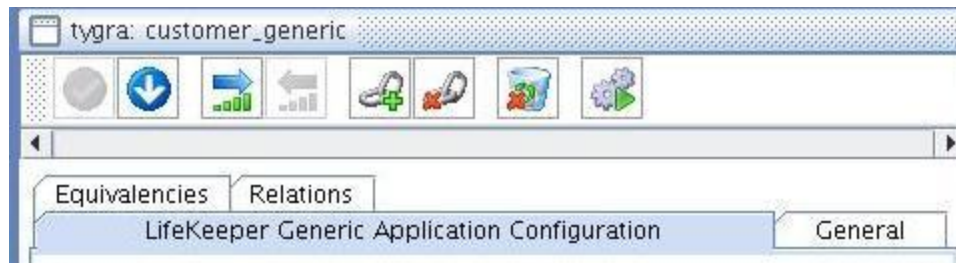 tygra: customer_generic
Equivalencies Relations
LifeKeeper Generic Application Configuration General